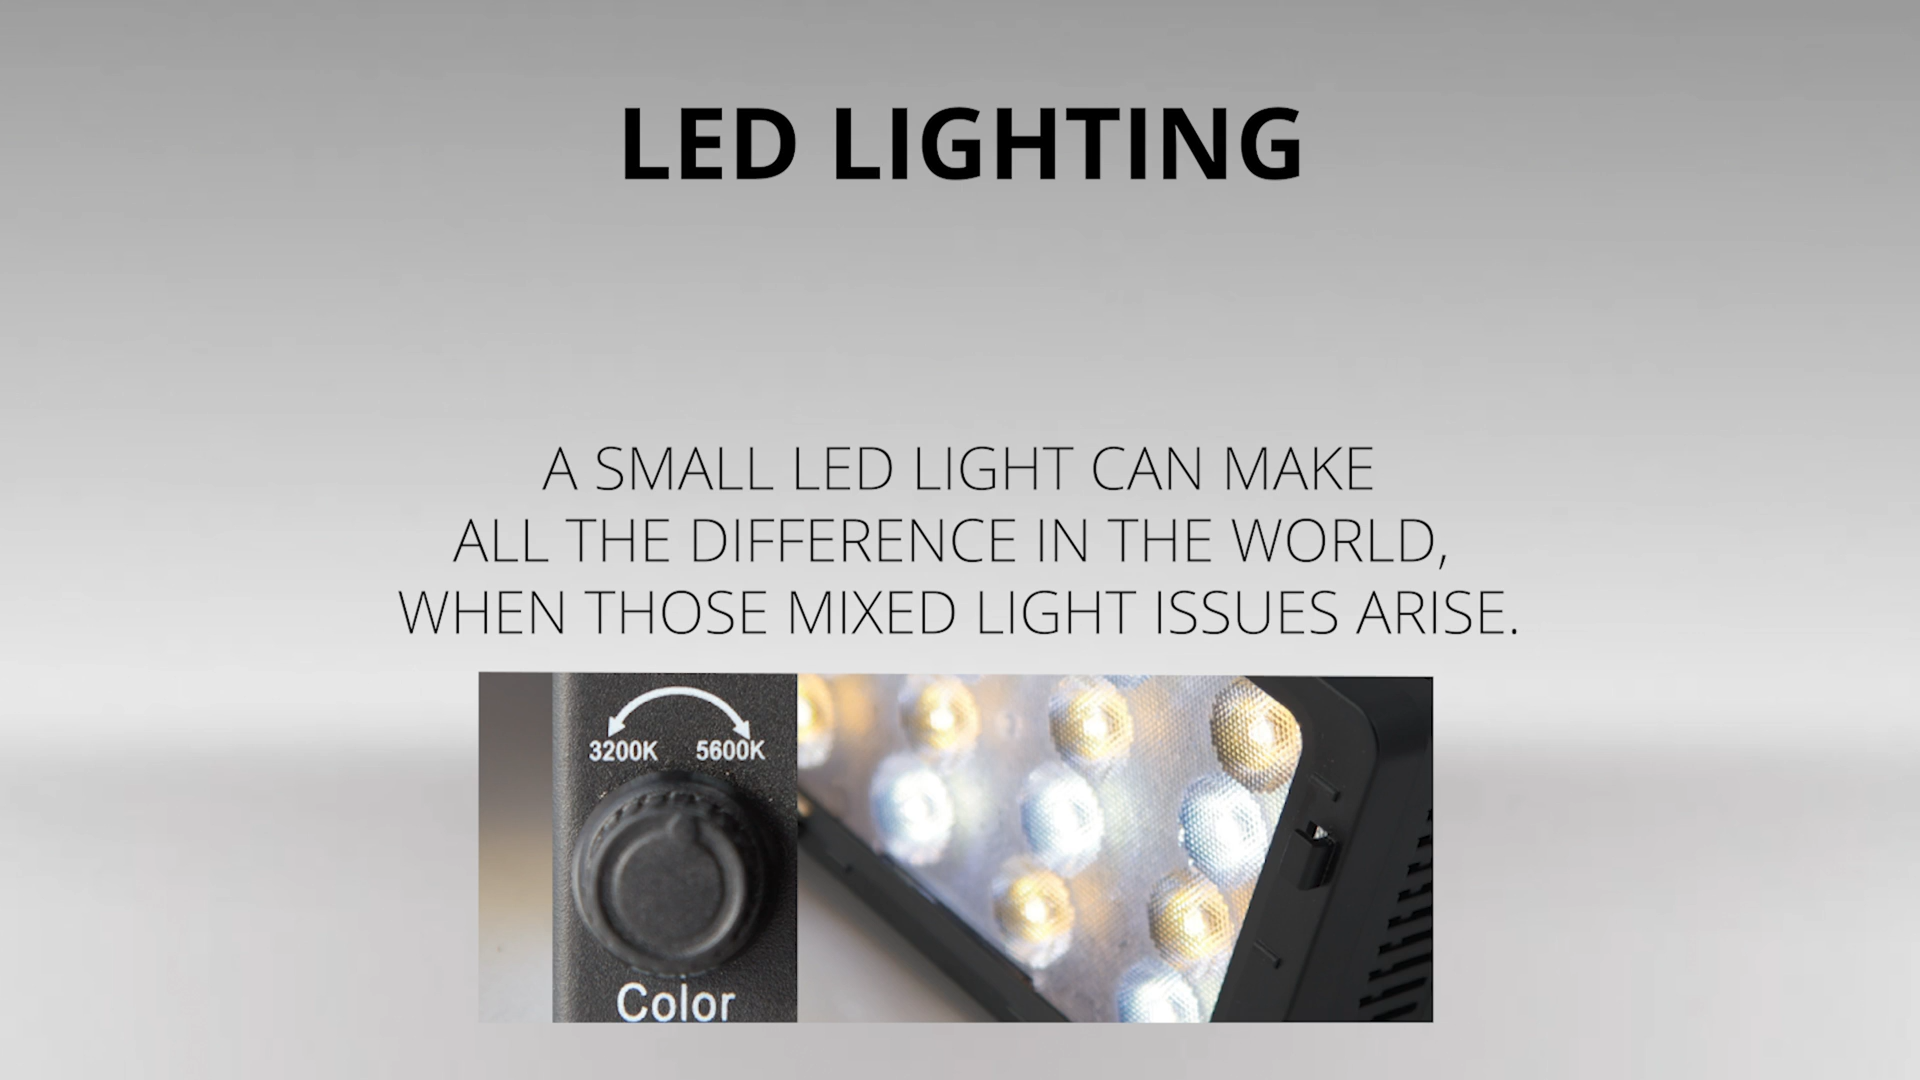 LED LIGHTING
A SMALL LED LIGHT CAN MAKE
ALL THE DIFFERENCE IN THE WORLD,
WHEN THOSE MIXED LIGHT ISSUES ARISE.
3200K 5600K
Color